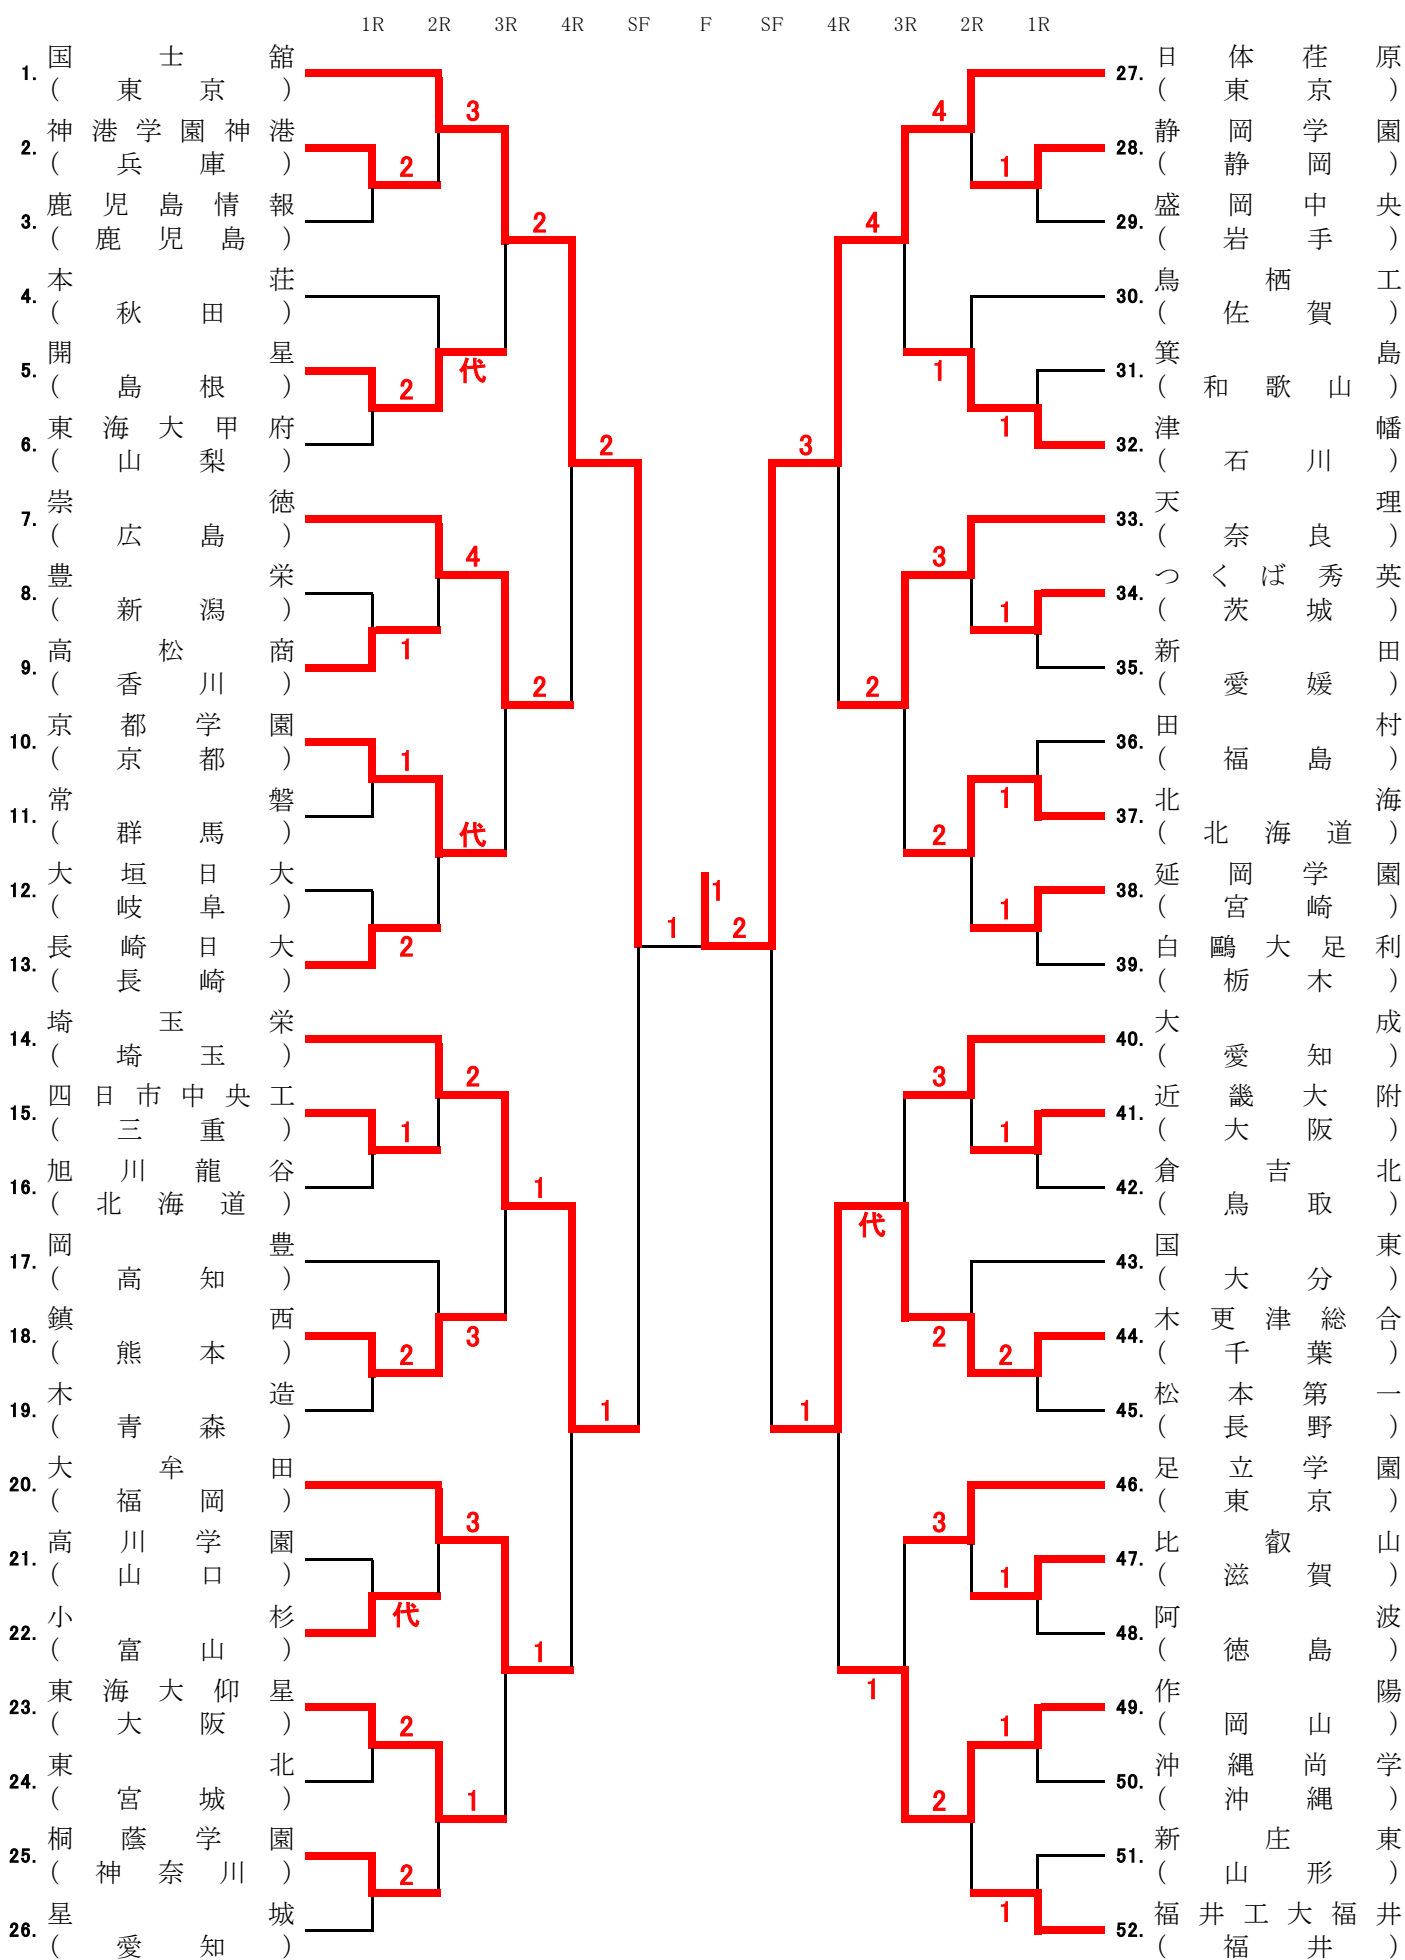 1R 2R 3R 4R SF F SF 4R 3R 2R 1R
1. 国士舘
(東京)
2. 神港学園神港
(兵庫)
3. 鹿児島情報
(鹿児島)
4. 本荘
(秋田)
5. 開星
(島根)
6. 東海大甲府
(山梨)
7. 崇徳
(広島)
8. 豊栄
(新潟)
9. 高松商
(香川)
10. 京都学園
(京都)
11. 常磐
(群馬)
12. 大垣日大
(岐阜)
13. 長崎日大
(長崎)
14. 埼玉栄
(埼玉)
15. 四日市中央工
(三重)
16. 旭川龍谷
(北海道)
17. 岡豊
(高知)
18. 鎮西
(熊本)
19. 木造
(青森)
20. 大牟田
(福岡)
21. 高川学園
(山口)
22. 小杉
(富山)
23. 東海大仰星
(大阪)
24. 東北
(宮城)
25. 桐蔭学園
(神奈川)
26. 星城
(愛知)
2
2
1
1
2
1
2
代
2
2
3
代
4
代
2
3
3
1
2
2
1
1
2
1
1
1
2
3
1
4
2
代
1
4
1
3
2
3
2
3
2
1
1
1
1
1
1
2
1
1
1
27. 日体荏原
(東京)
28. 静岡学園
(静岡)
29. 盛岡中央
(岩手)
30. 鳥栖工
(佐賀)
31. 箕島
(和歌山)
32. 津幡
(石川)
33. 天理
(奈良)
34. つくば秀英
(茨城)
35. 新田
(愛媛)
36. 田村
(福島)
37. 北海
(北海道)
38. 延岡学園
(宮崎)
39. 白鷗大足利
(栃木)
40. 大成
(愛知)
41. 近畿大附
(大阪)
42. 倉吉北
(鳥取)
43. 国東
(大分)
44. 木更津総合
(千葉)
45. 松本第一
(長野)
46. 足立学園
(東京)
47. 比叡山
(滋賀)
48. 阿波
(徳島)
49. 作陽
(岡山)
50. 沖縄尚学
(沖縄)
51. 新庄東
(山形)
52. 福井工大福井
(福井)